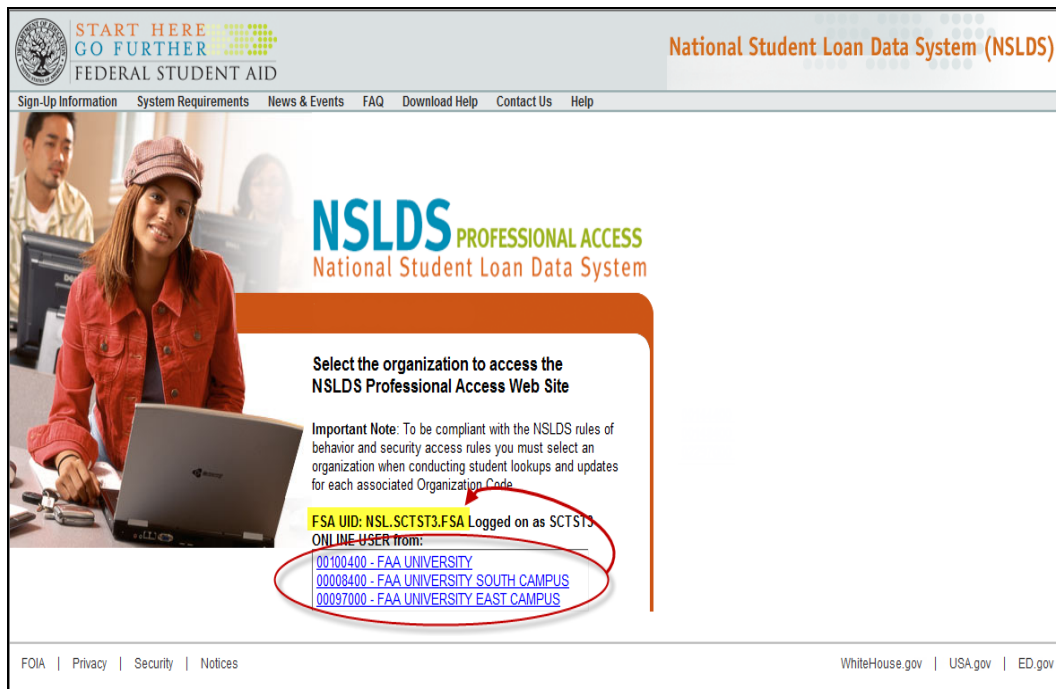 START HERE
GO FURTHER
FEDERAL STUDENT AID
National Student Loan Data System (NSLDS)
Sign-Up Information System Requirements News & Events FAQ Download Help Contact Us Help
NSLDS PROFESSIONAL ACCESS
National Student Loan Data System
Select the organization to access the
NSLDS Professional Access Web Site
Important Note: To be compliant with the NSLDS rules of
behavior and security access rules you must select an
organization when conducting student lookups and updates
for each associated Organization Code
FSA UID: NSL.SCTST3.FSA Logged on as SCTST3
ONLINE USER from:
00100400 - FAA UNIVERSITY
00008400 - FAA UNIVERSITY SOUTH CAMPUS
00097000 - FAA UNIVERSITY EAST CAMPUS
FOIA | Privacy | Security | Notices
WhiteHouse.gov | USA.gov | ED.gov